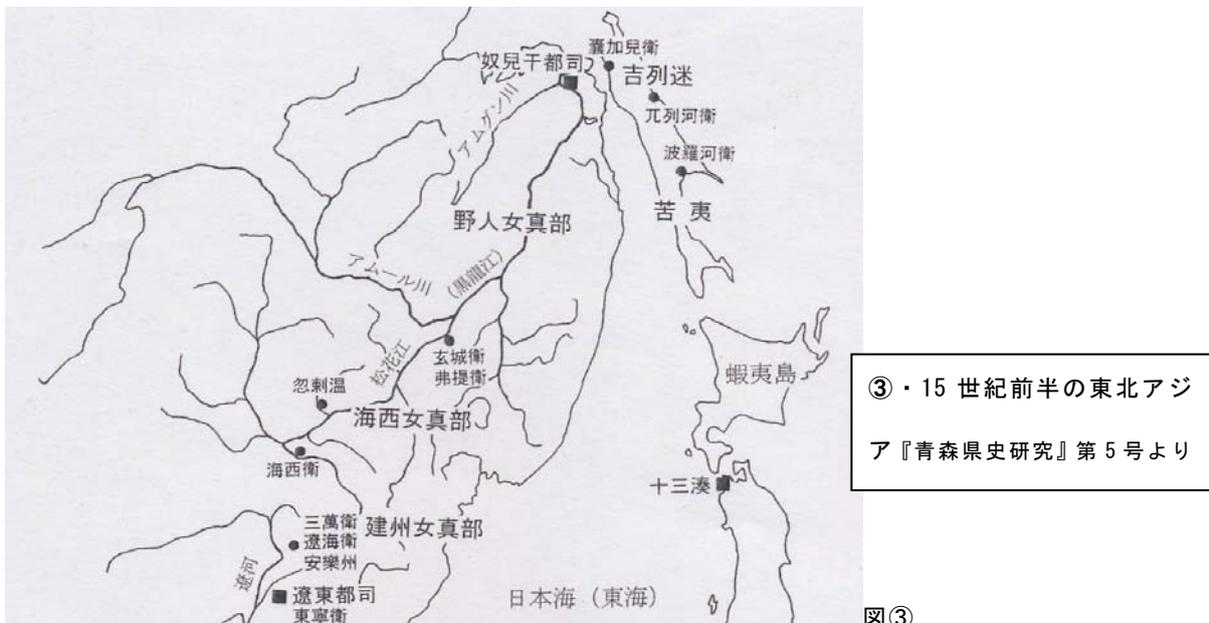 囊加兒衛
奴兒干都司
吉列迷
兀列河衛
アムグン川
波羅河衛
苦夷
野人女真部
アムール川
(黒龍江)
玄城衛
弗提衛
松花江
忽剌温
海西女真部
海西衛
蝦夷島
③・15世紀前半の東北アジ
ア『青森県史研究』第5号より
十三湊
三萬衛
遼海衛
安樂州
建州女真部
遼河
遼東都司
東寧衛
日本海(東海)
図③